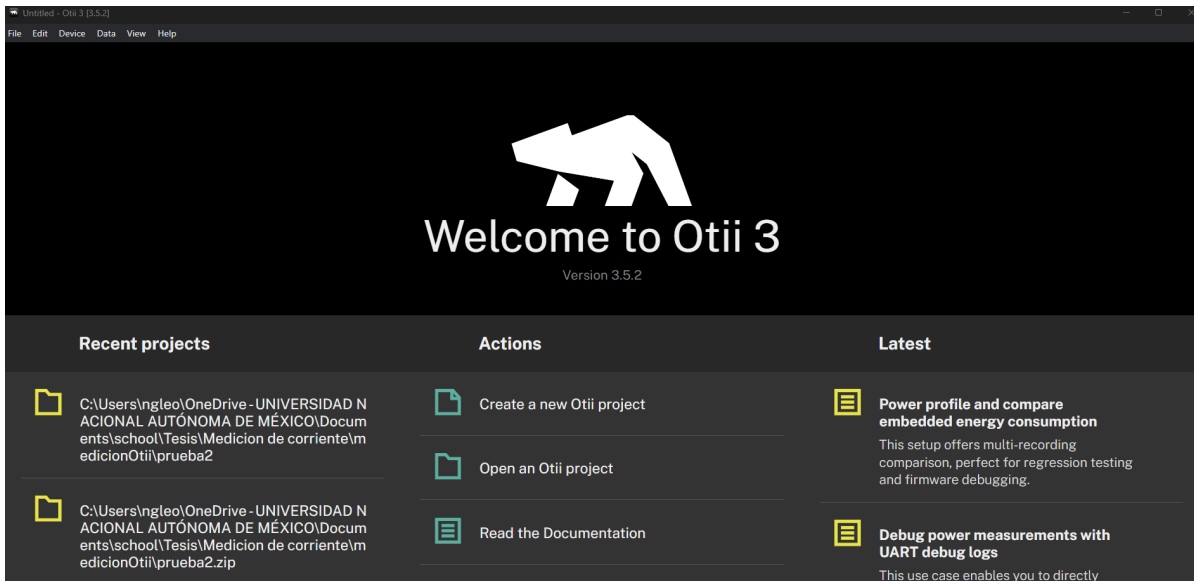 Untitled - Otii 3 [3.5.2]
File Edit Device Data View Help
Welcome to Otii 3
Version 3.5.2
Recent projects
C:\Users\ngleo\OneDrive - UNIVERSIDAD N
ACIONAL AUTÓNOMA DE MÉXICO\Docum
ents\school\Tesis\Medicion de corriente\m
edicionOtii\prueba2
C:\Users\ngleo\OneDrive - UNIVERSIDAD N
ACIONAL AUTÓNOMA DE MÉXICO\Docum
ents\school\Tesis\Medicion de corriente\m
edicionOtii\prueba2.zip
Actions
Create a new Otii project
Open an Otii project
Read the Documentation
Latest
Power profile and compare
embedded energy consumption
This setup offers multi-recording
comparison, perfect for regression testing
and firmware debugging.
Debug power measurements with
UART debug logs
This use case enables you to directly